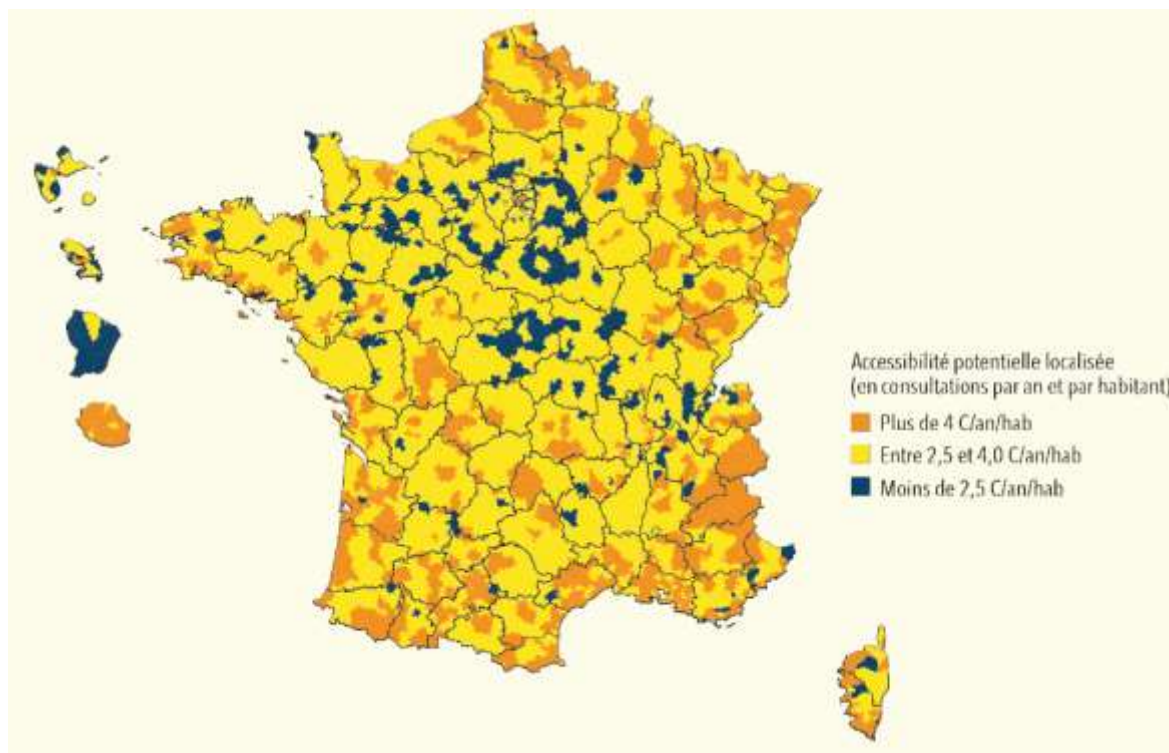 Accessibilité potentielle localisée
(en consultations par an et par habitant)
Plus de 4 C/an/hab
Entre 2,5 et 4,0 C/an/hab
Moins de 2,5 C/an/hab